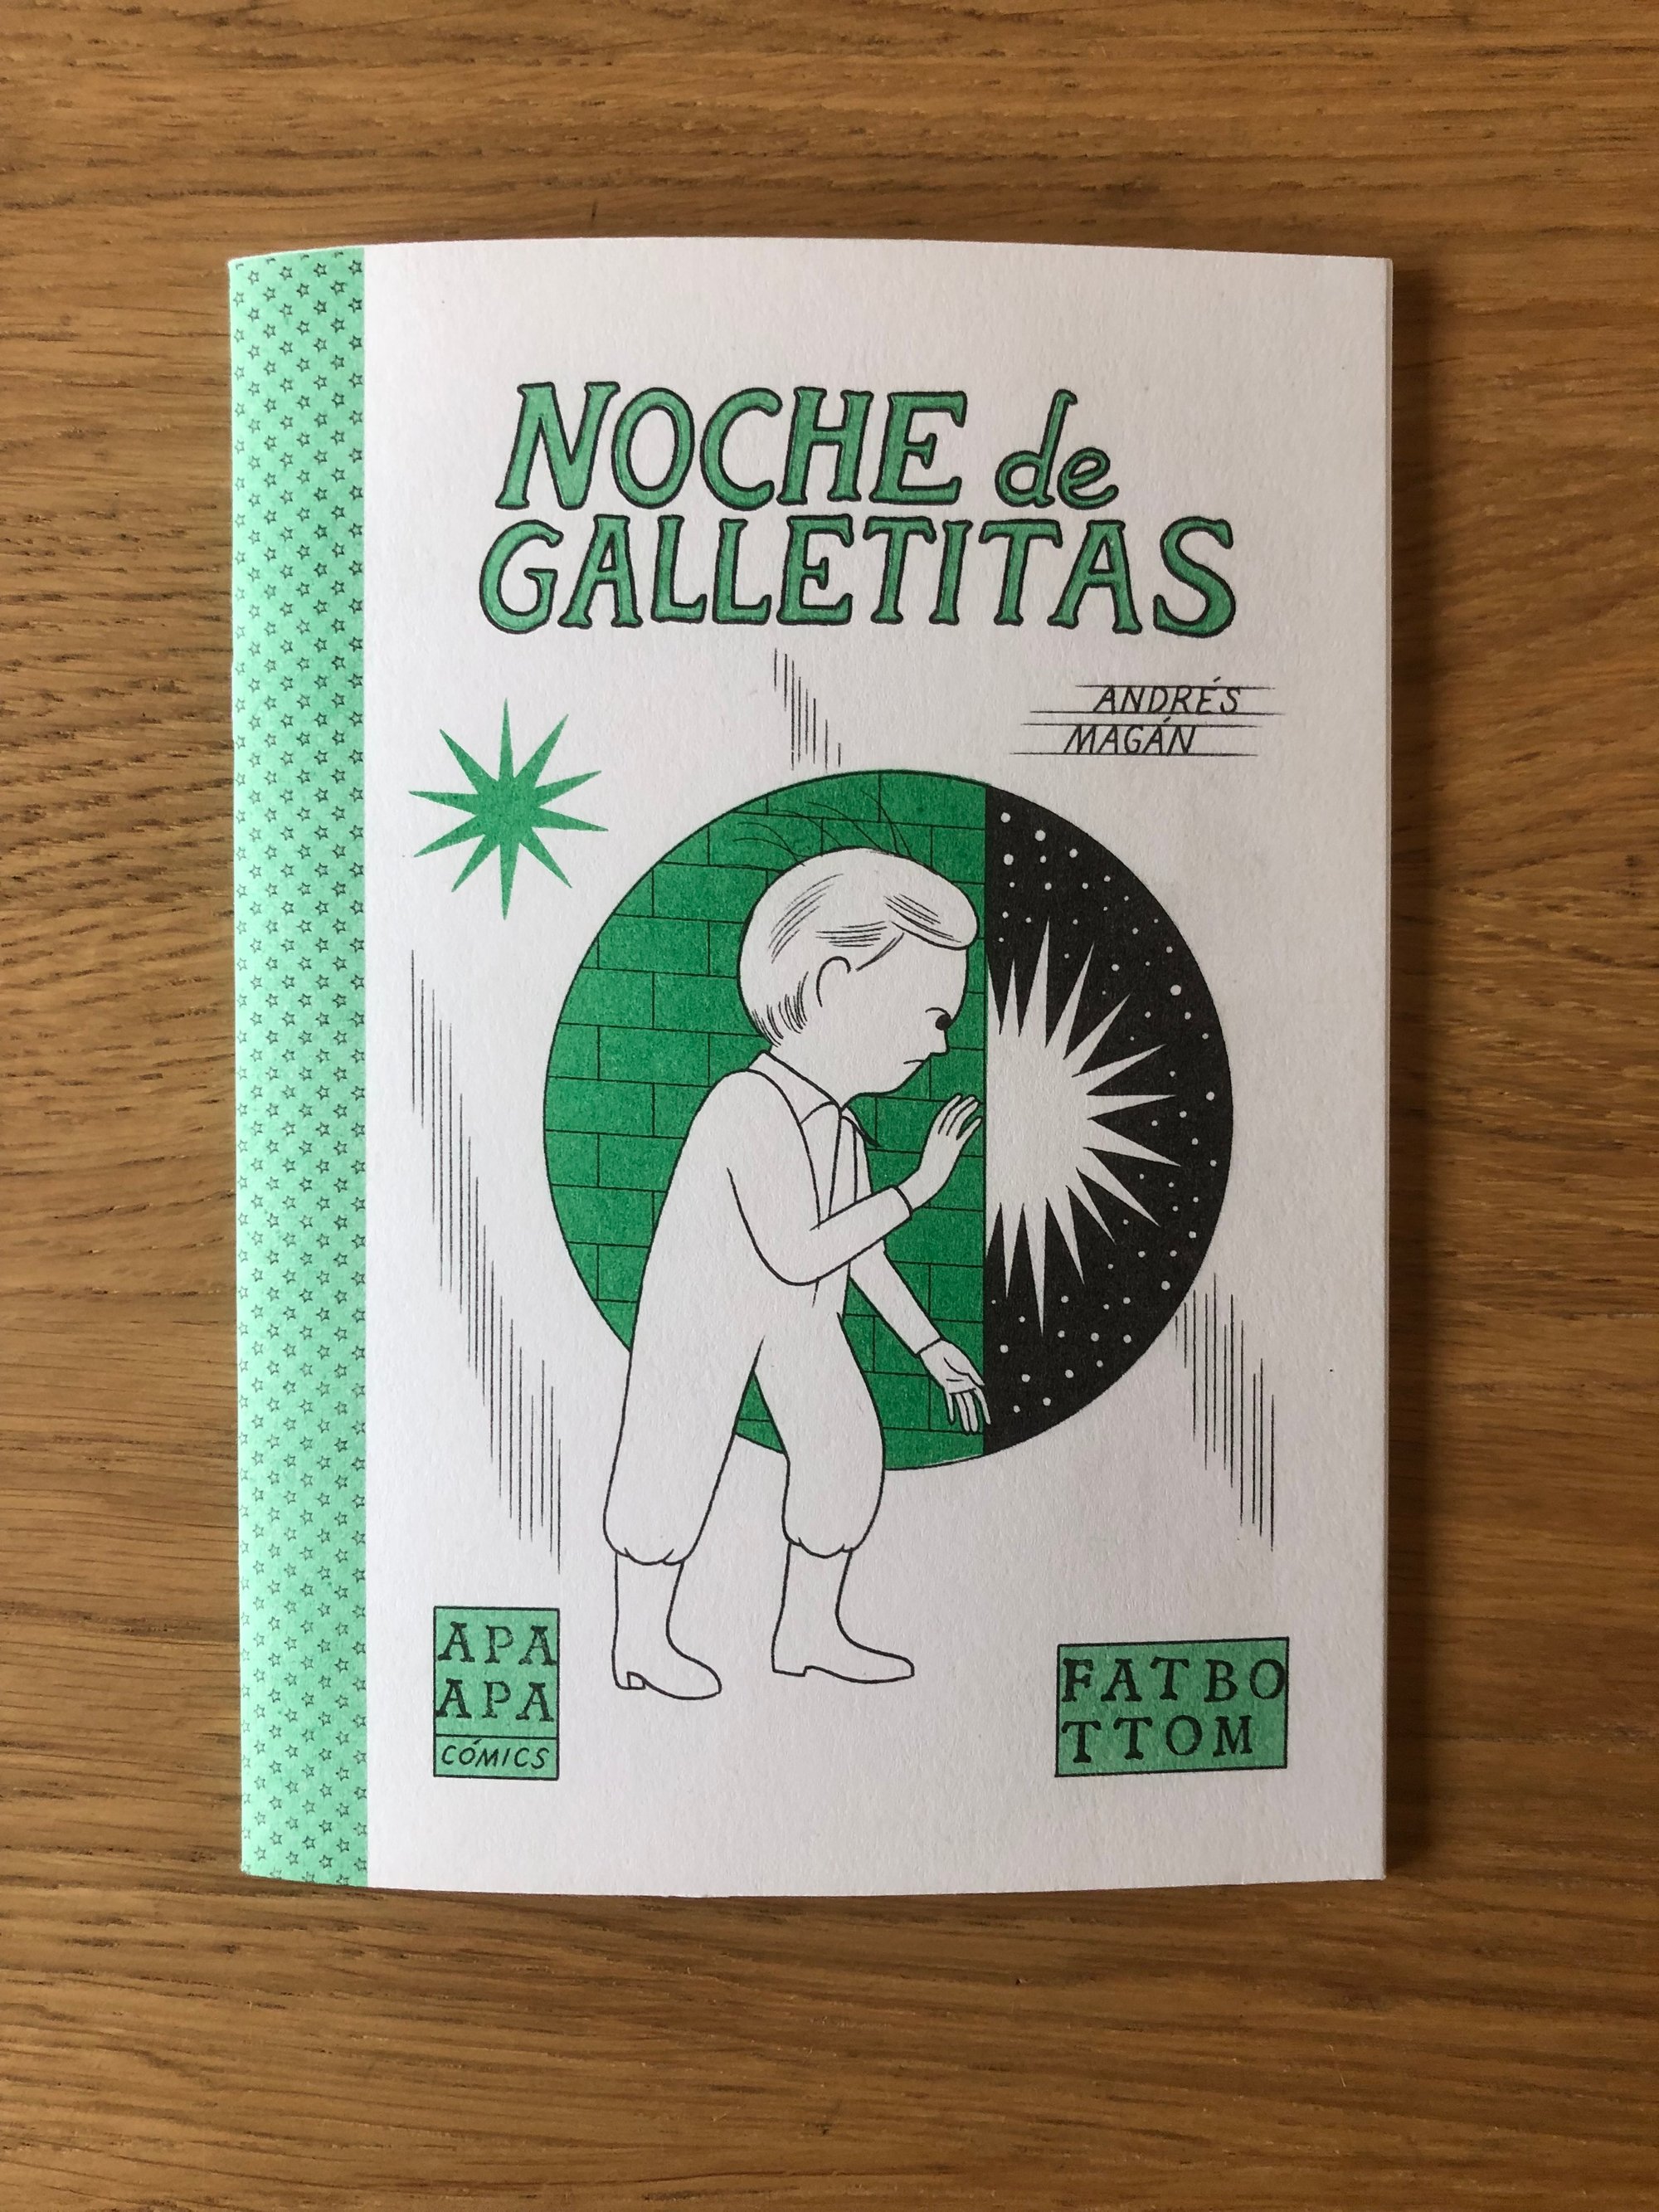 NOCHE de
GALLETITAS
ANDRÉS
MAGÁN
APA
APA
CÓMICS
FATBO
TTOM